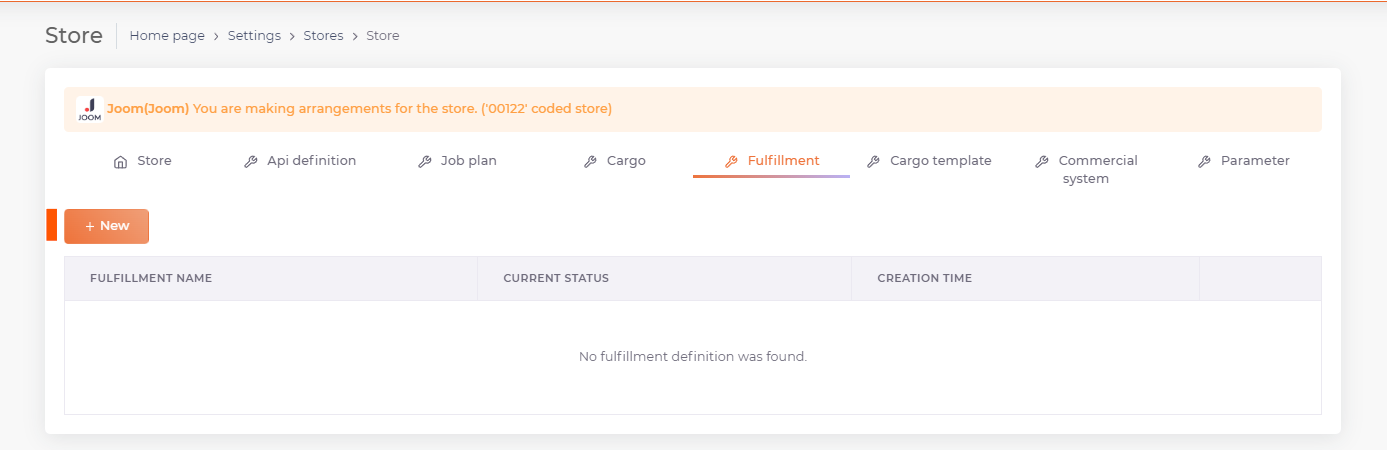 Store
Home page > Settings > Stores > Store
JOOM
Joom(Joom) You are making arrangements for the store. ('00122' coded store)
Store
Api definition
Job plan
Cargo
Fulfillment
Cargo template
Commercial
system
Parameter
+ New
FULFILLMENT NAME
CURRENT STATUS
CREATION TIME
No fulfillment definition was found.